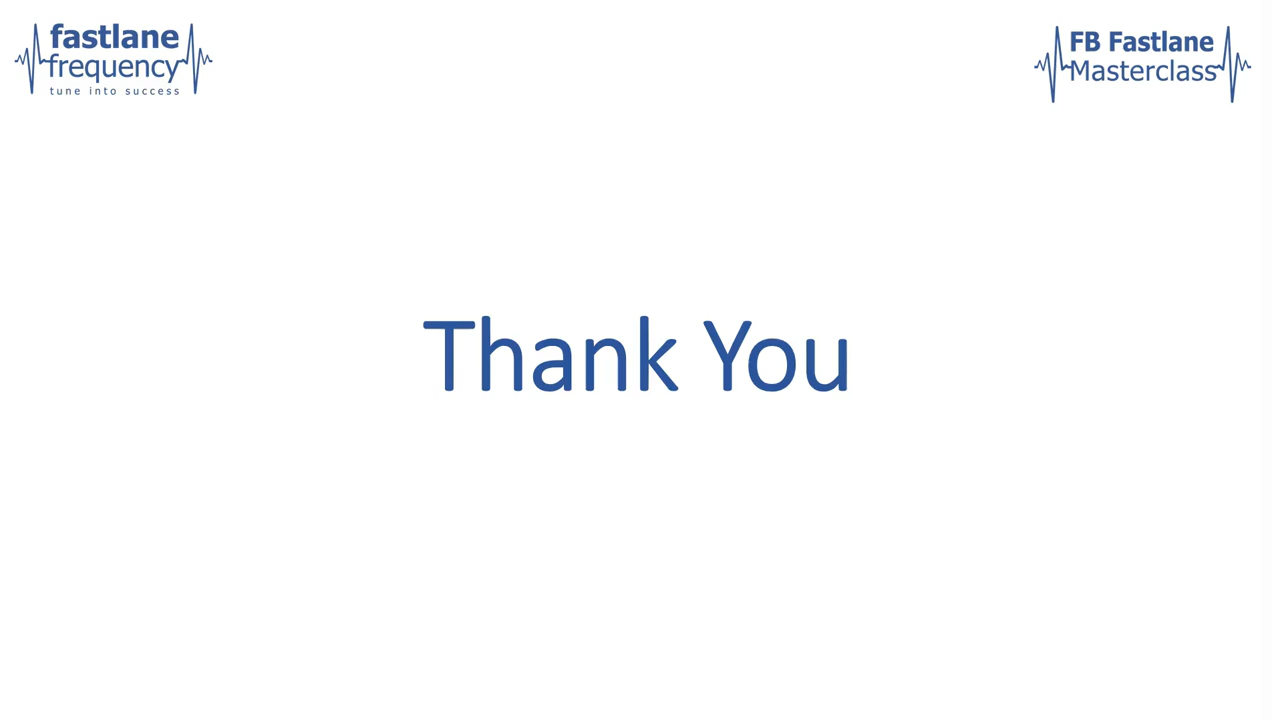 fastlane
frequency
tune into success
FB Fastlane
Masterclass
Thank You